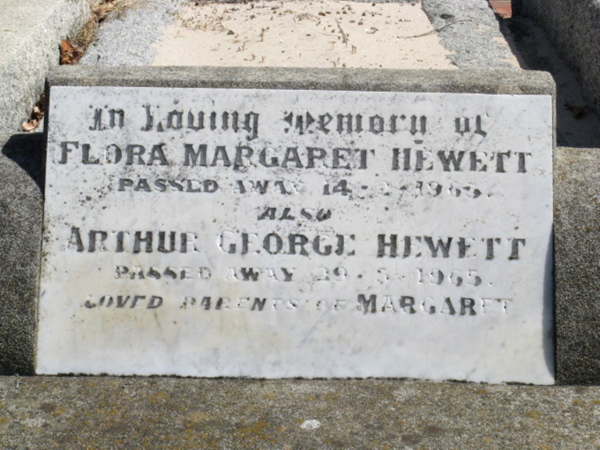 In Loving Memory of
FLORA MARGARET HEWETT
PASSED AWAY 14 - - 1965.
ALSO
ARTHUR GEORGE HEWETT
PASSED AWAY 29 - 5 - 1965.
LOVED PARENTS OF MARGARET